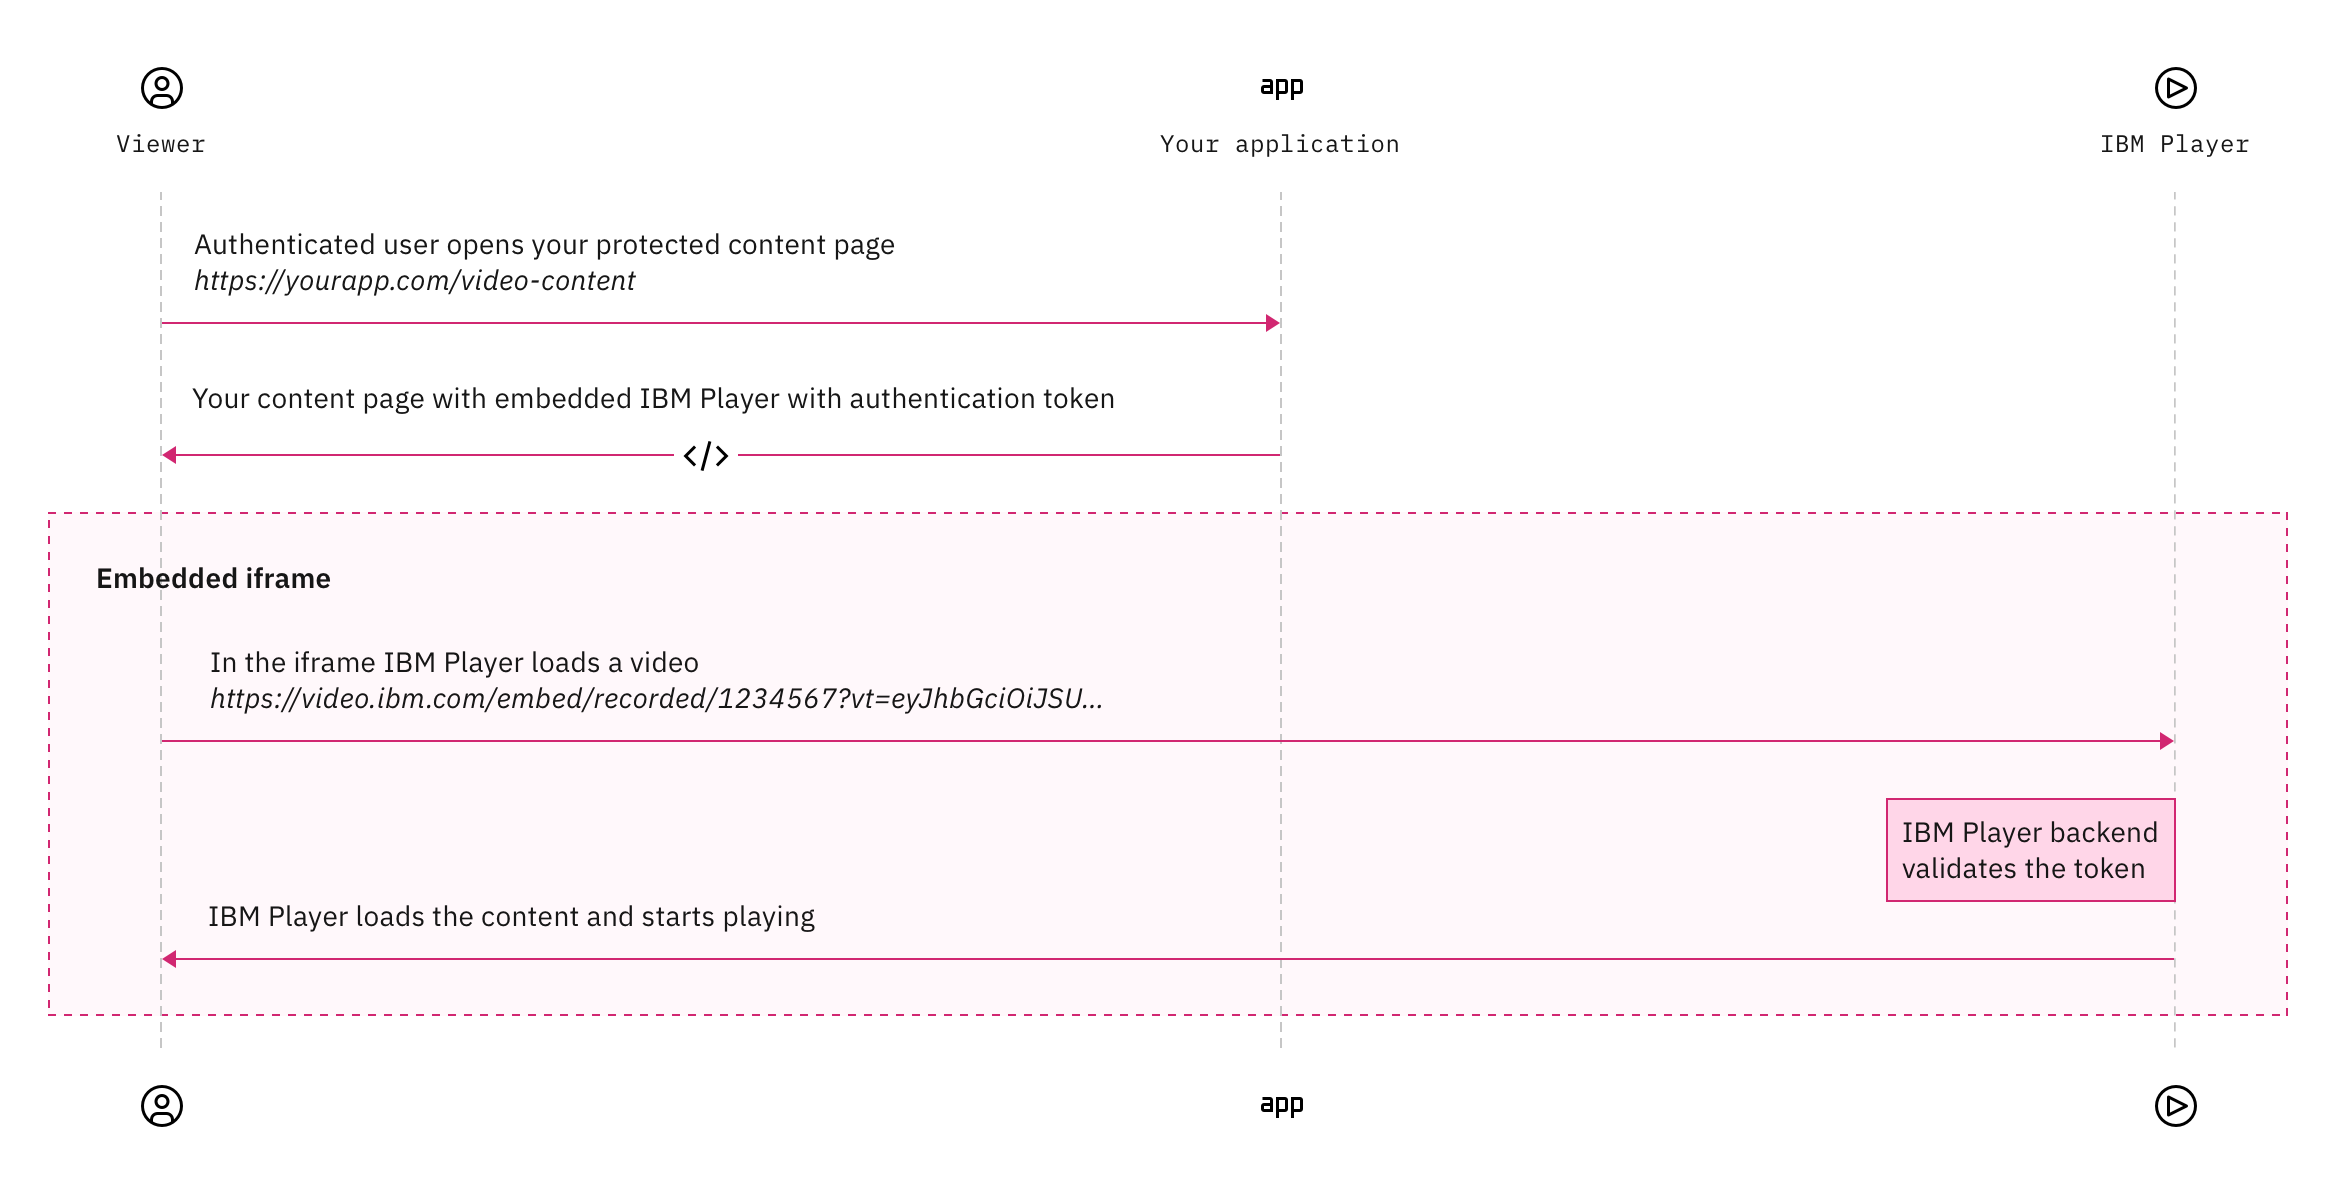 app
Viewer
Your application
IBM Player
Authenticated user opens your protected content page
https://yourapp.com/video-content
Your content page with embedded IBM Player with authentication token
</>
Embedded iframe
In the iframe IBM Player loads a video
https://video.ibm.com/embed/recorded/1234567?vt=eyJhbGciOiJSU...
IBM Player backend
validates the token
IBM Player loads the content and starts playing
app